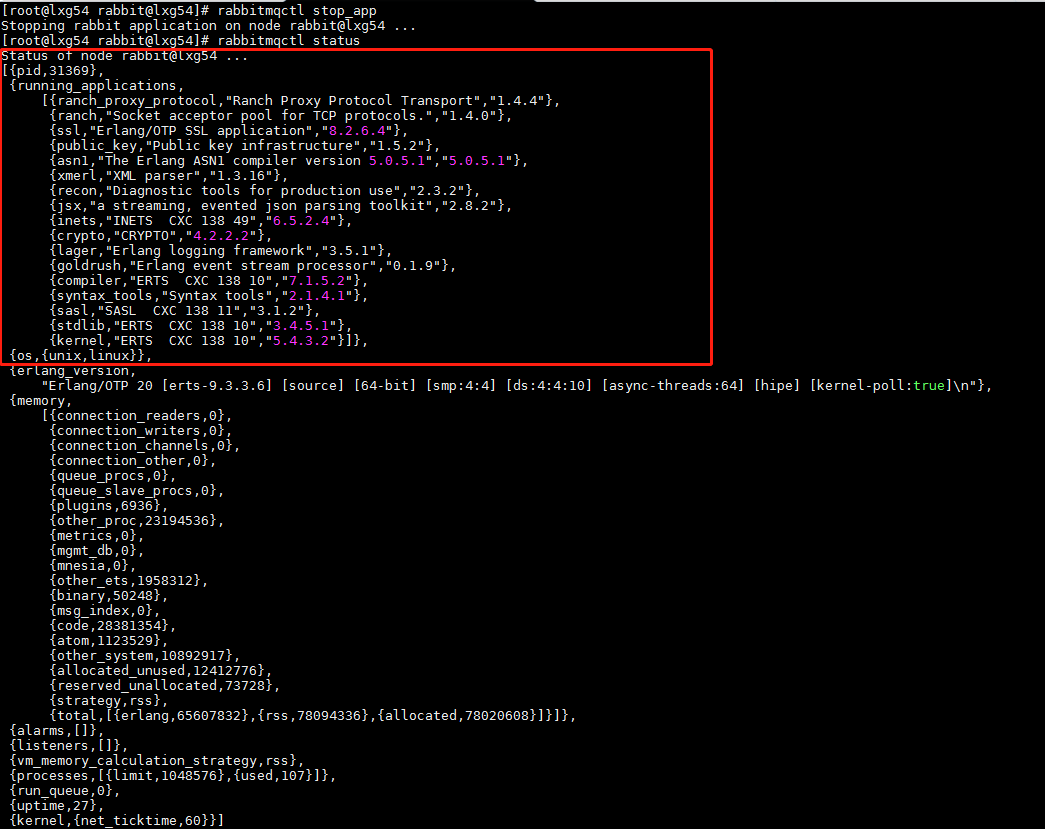 [root@lxg54 rabbit@lxg54]# rabbitmqctl stop_app
Stopping rabbit application on node rabbit@lxg54 ...
[root@lxg54 rabbit@lxg54]# rabbitmqctl status
Status of node rabbit@lxg54 ...
[{pid,31369},
 {running_applications,
     [{ranch_proxy_protocol,"Ranch Proxy Protocol Transport","1.4.4"},
      {ranch,"Socket acceptor pool for TCP protocols.","1.4.0"},
      {ssl,"Erlang/OTP SSL application","8.2.6.4"},
      {public_key,"Public key infrastructure","1.5.2"},
      {asn1,"The Erlang ASN1 compiler version 5.0.5.1","5.0.5.1"},
      {xmerl,"XML parser","1.3.16"},
      {recon,"Diagnostic tools for production use","2.3.2"},
      {jsx,"a streaming, evented json parsing toolkit","2.8.2"},
      {inets,"INETS  CXC 138 49","6.5.2.4"},
      {crypto,"CRYPTO","4.2.2.2"},
      {lager,"Erlang logging framework","3.5.1"},
      {goldrush,"Erlang event stream processor","0.1.9"},
      {compiler,"ERTS  CXC 138 10","7.1.5.2"},
      {syntax_tools,"Syntax tools","2.1.4.1"},
      {sasl,"SASL  CXC 138 11","3.1.2"},
      {stdlib,"ERTS  CXC 138 10","3.4.5.1"},
      {kernel,"ERTS  CXC 138 10","5.4.3.2"}]},
 {os,{unix,linux}},
 {erlang_version,
     "Erlang/OTP 20 [erts-9.3.3.6] [source] [64-bit] [smp:4:4] [ds:4:4:10] [async-threads:64] [hipe] [kernel-poll:true]\n"},
 {memory,
     [{connection_readers,0},
      {connection_writers,0},
      {connection_channels,0},
      {connection_other,0},
      {queue_procs,0},
      {queue_slave_procs,0},
      {plugins,6936},
      {other_proc,23194536},
      {metrics,0},
      {mgmt_db,0},
      {mnesia,0},
      {other_ets,1958312},
      {binary,50248},
      {msg_index,0},
      {code,28381354},
      {atom,1123529},
      {other_system,10892917},
      {allocated_unused,12412776},
      {reserved_unallocated,73728},
      {strategy,rss},
      {total,[{erlang,65607832},{rss,78094336},{allocated,78020608}]}]},
 {alarms,[]},
 {listeners,[]},
 {vm_memory_calculation_strategy,rss},
 {processes,[{limit,1048576},{used,107}]},
 {run_queue,0},
 {uptime,27},
 {kernel,{net_ticktime,60}}]